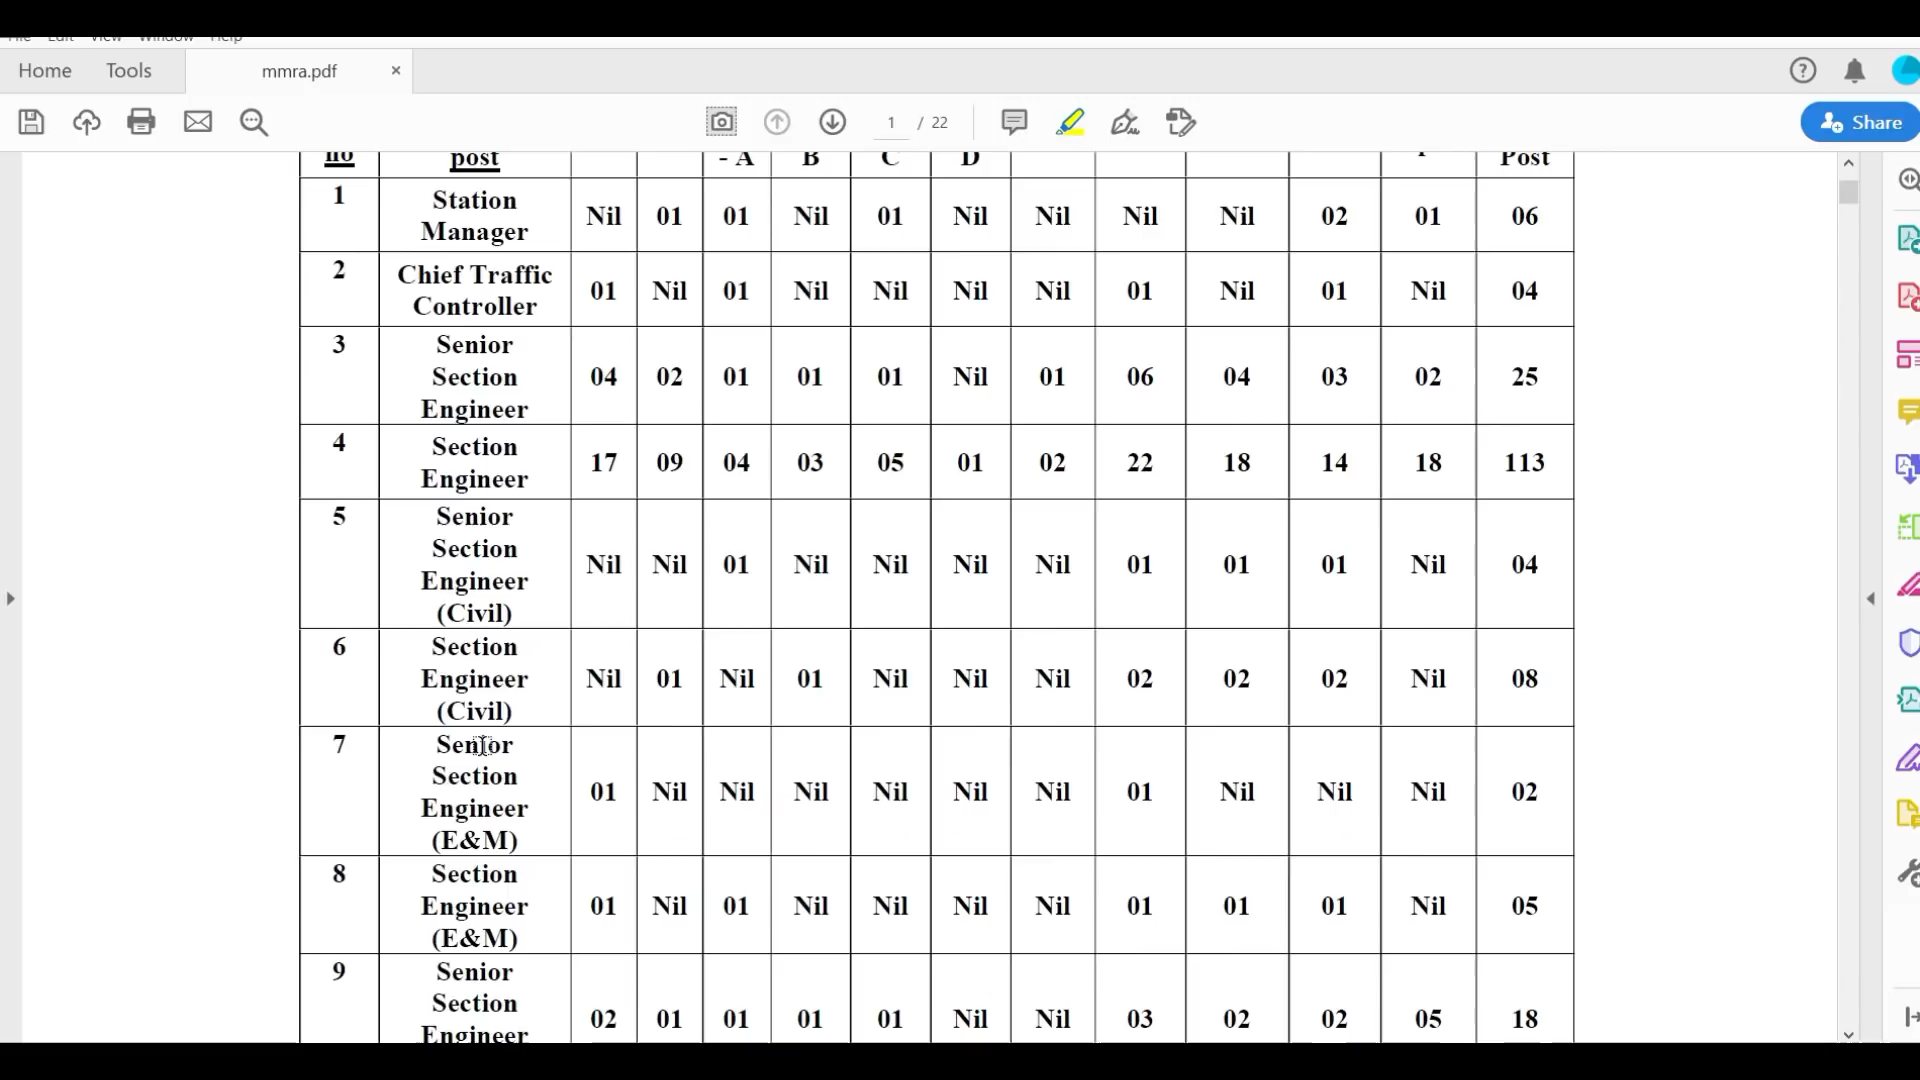 File Edit View Window Help
Home Tools mmra.pdf ×
1 / 22 Share
no post - A B C D Post
1 Station Manager Nil 01 01 Nil 01 Nil Nil Nil Nil 02 01 06
2 Chief Traffic Controller 01 Nil 01 Nil Nil Nil Nil 01 Nil 01 Nil 04
3 Senior Section Engineer 04 02 01 01 01 Nil 01 06 04 03 02 25
4 Section Engineer 17 09 04 03 05 01 02 22 18 14 18 113
5 Senior Section Engineer (Civil) Nil Nil 01 Nil Nil Nil Nil 01 01 01 Nil 04
6 Section Engineer (Civil) Nil 01 Nil 01 Nil Nil Nil 02 02 02 Nil 08
7 Senior Section Engineer (E&M) 01 Nil Nil Nil Nil Nil Nil 01 Nil Nil Nil 02
8 Section Engineer (E&M) 01 Nil 01 Nil Nil Nil Nil 01 01 01 Nil 05
9 Senior Section Engineer 02 01 01 01 01 Nil Nil 03 02 02 05 18